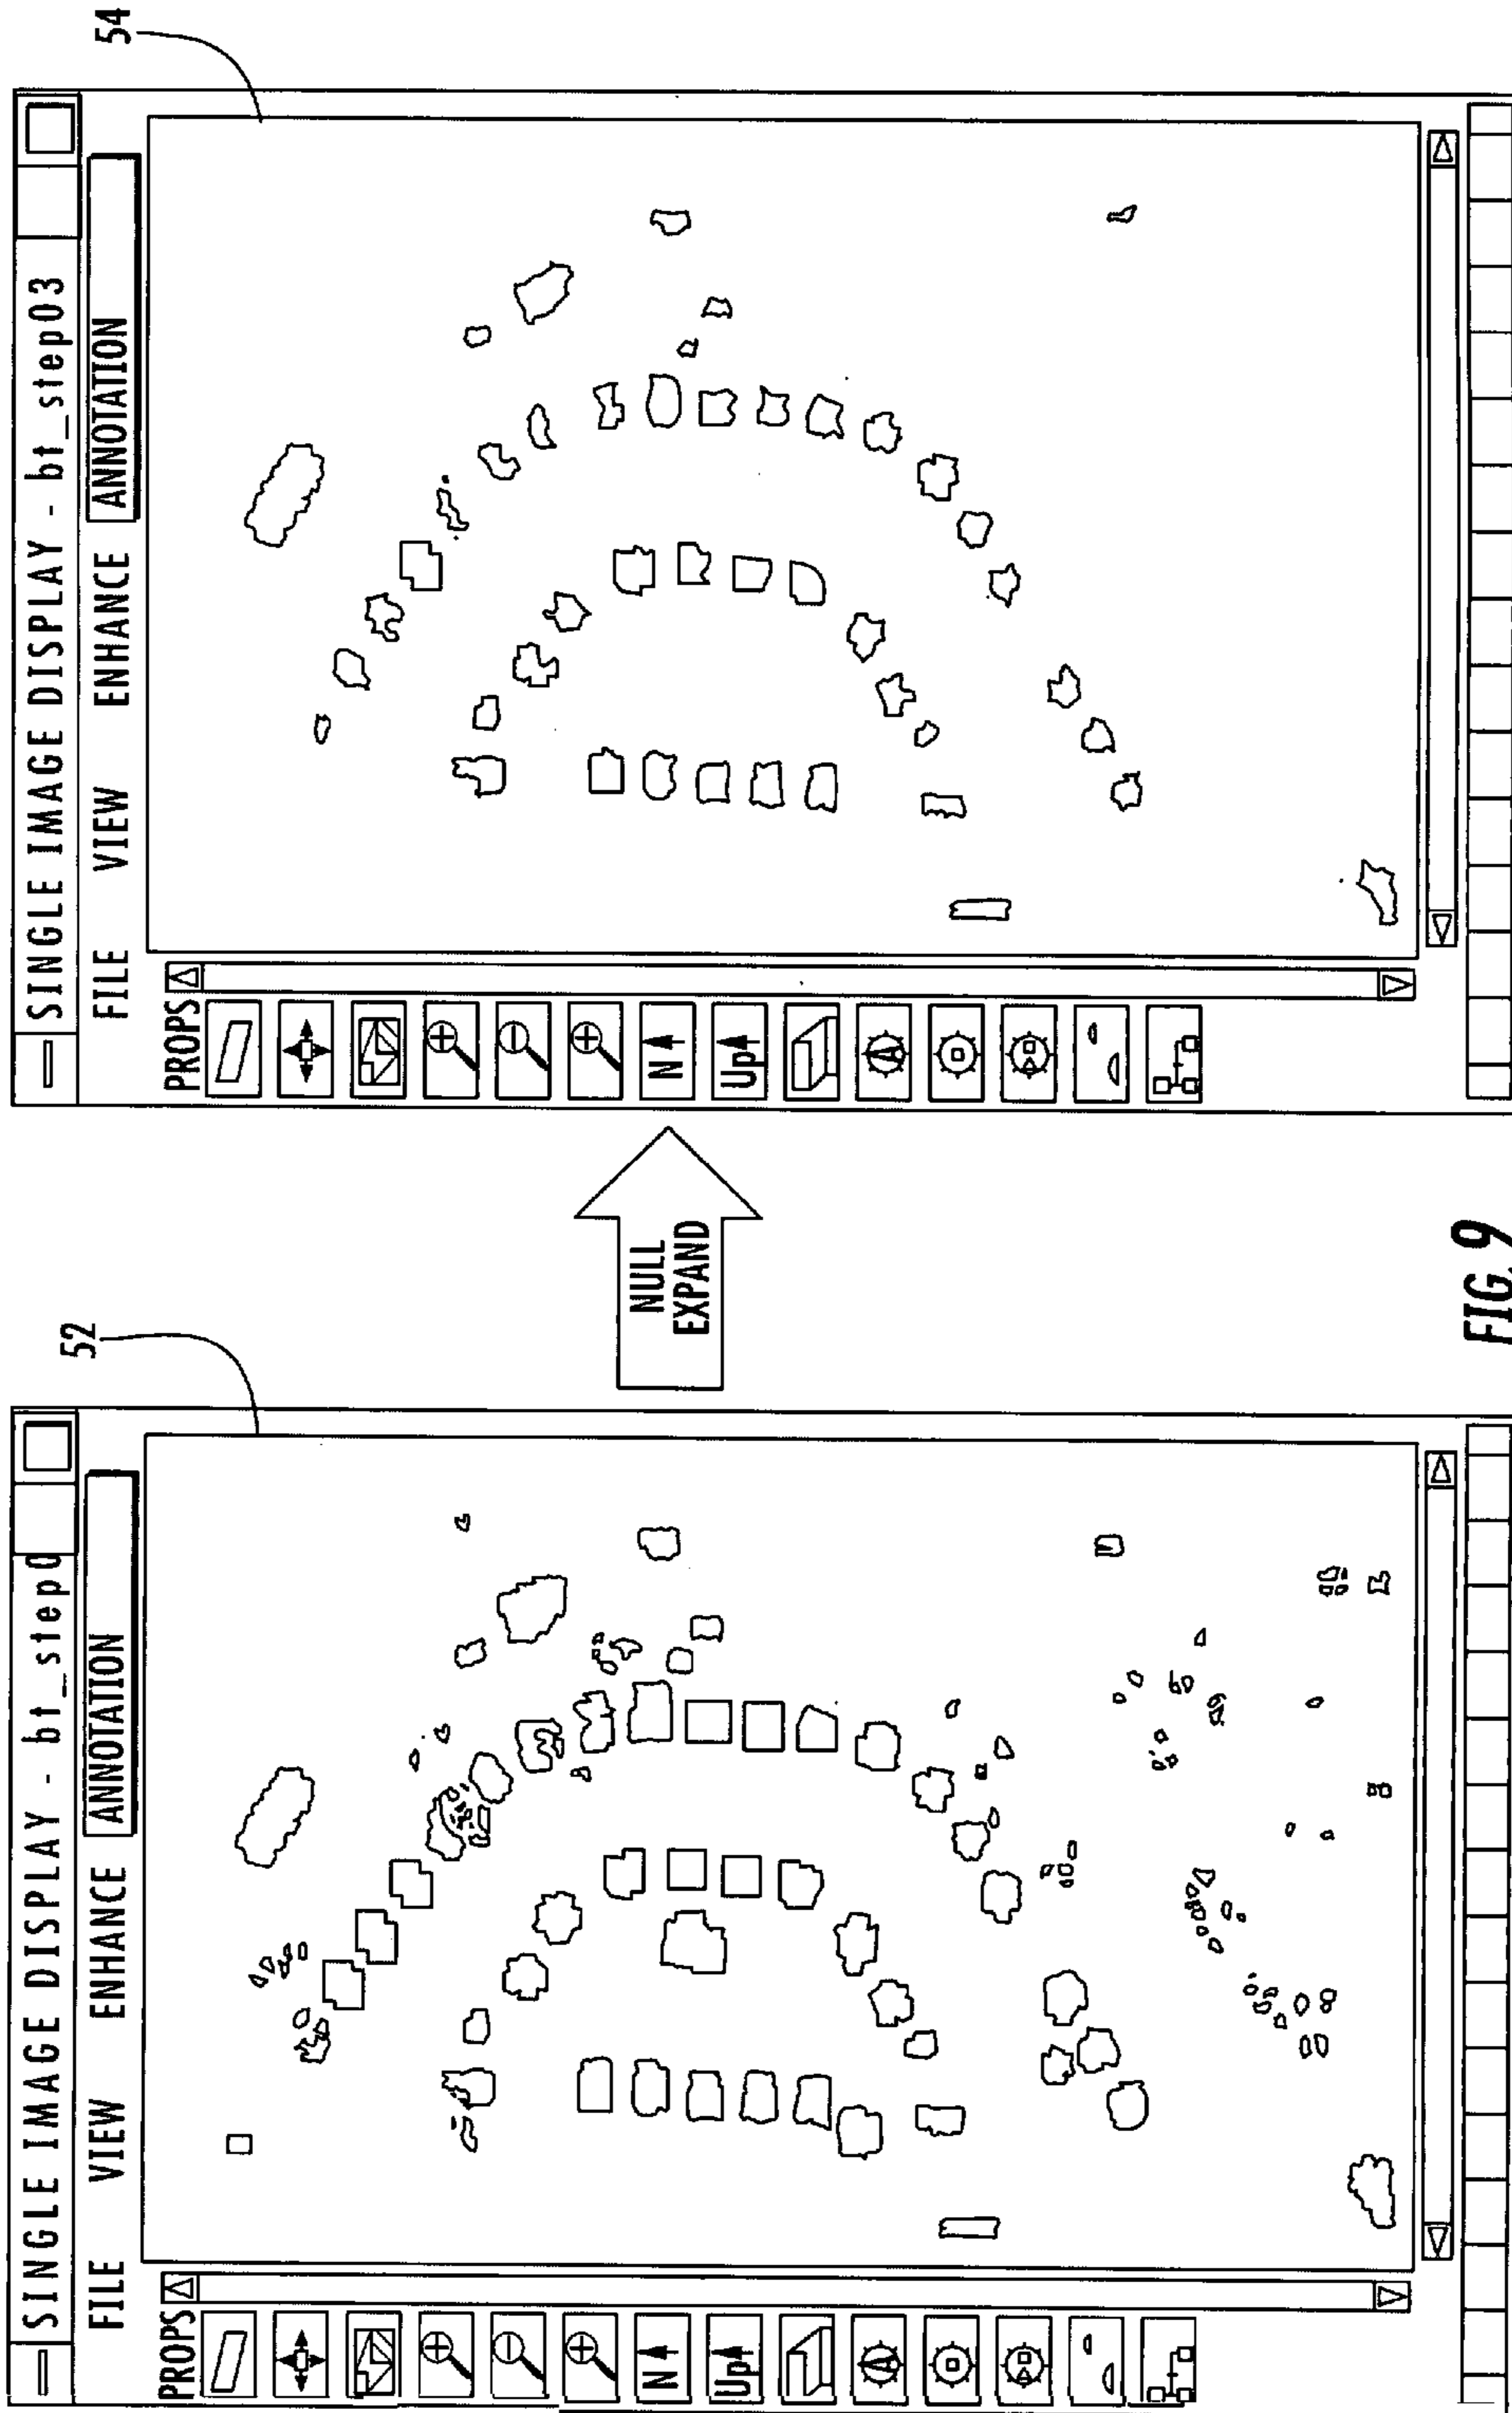 52
SINGLE IMAGE DISPLAY - bt_step0
FILE VIEW ENHANCE ANNOTATION
PROPS
N
Up
NULL
EXPAND
54
SINGLE IMAGE DISPLAY - bt_step03
FILE VIEW ENHANCE ANNOTATION
PROPS
N
Up
FIG. 9